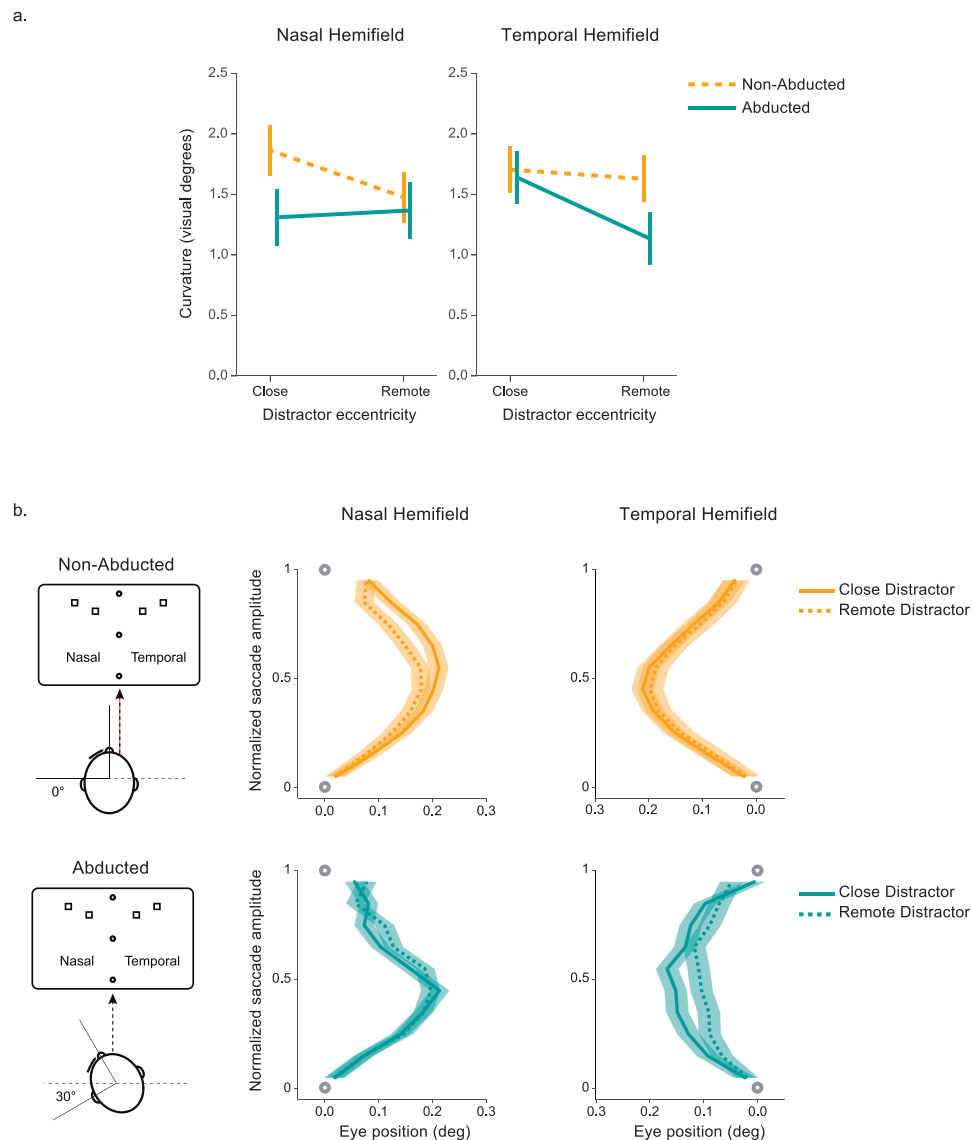 a.
Nasal Hemifield
Temporal Hemifield
2.5
2.0
1.5
1.0
0.5
0.0
Curvature (visual degrees)
Close
Remote
Distractor eccentricity
2.5
2.0
1.5
1.0
0.5
0.0
Close
Remote
Distractor eccentricity
Non-Abducted
Abducted
b.
Nasal Hemifield
Temporal Hemifield
Non-Abducted
Nasal
Temporal
0°
Normalized saccade amplitude
1
0.5
0
0.0
0.1
0.2
0.3
1
0.5
0
0.3
0.2
0.1
0.0
Close Distractor
Remote Distractor
Abducted
Nasal
Temporal
30°
Normalized saccade amplitude
1
0.5
0
0.0
0.1
0.2
0.3
Eye position (deg)
1
0.5
0
0.3
0.2
0.1
0.0
Eye position (deg)
Close Distractor
Remote Distractor